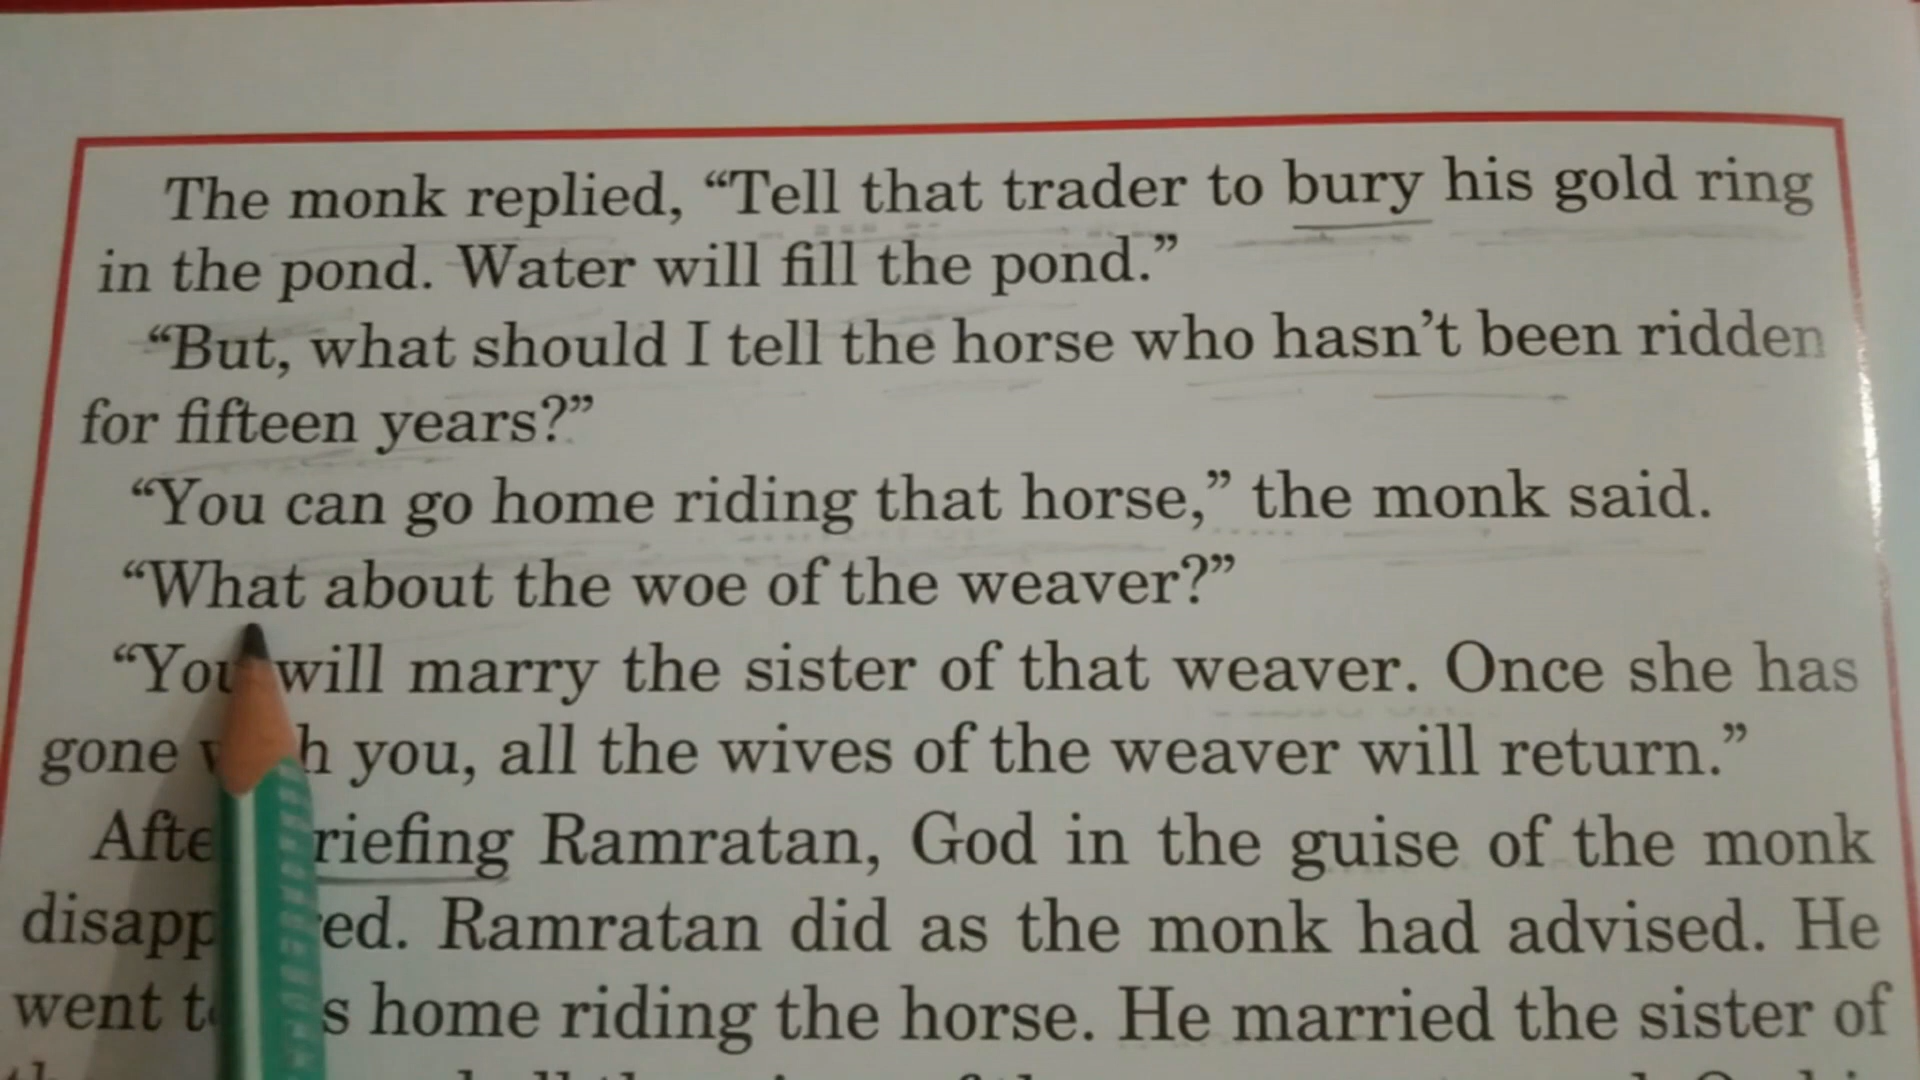 The monk replied, “Tell that trader to bury his gold ring
in the pond. Water will fill the pond.”
“But, what should I tell the horse who hasn’t been ridden
for fifteen years?”
“You can go home riding that horse,” the monk said.
“What about the woe of the weaver?”
“You will marry the sister of that weaver. Once she has
gone you, all the wives of the weaver will return.”
Ramratan, God in the guise of the monk
Ramratan did as the monk had advised. He
went home riding the horse. He married the sister of